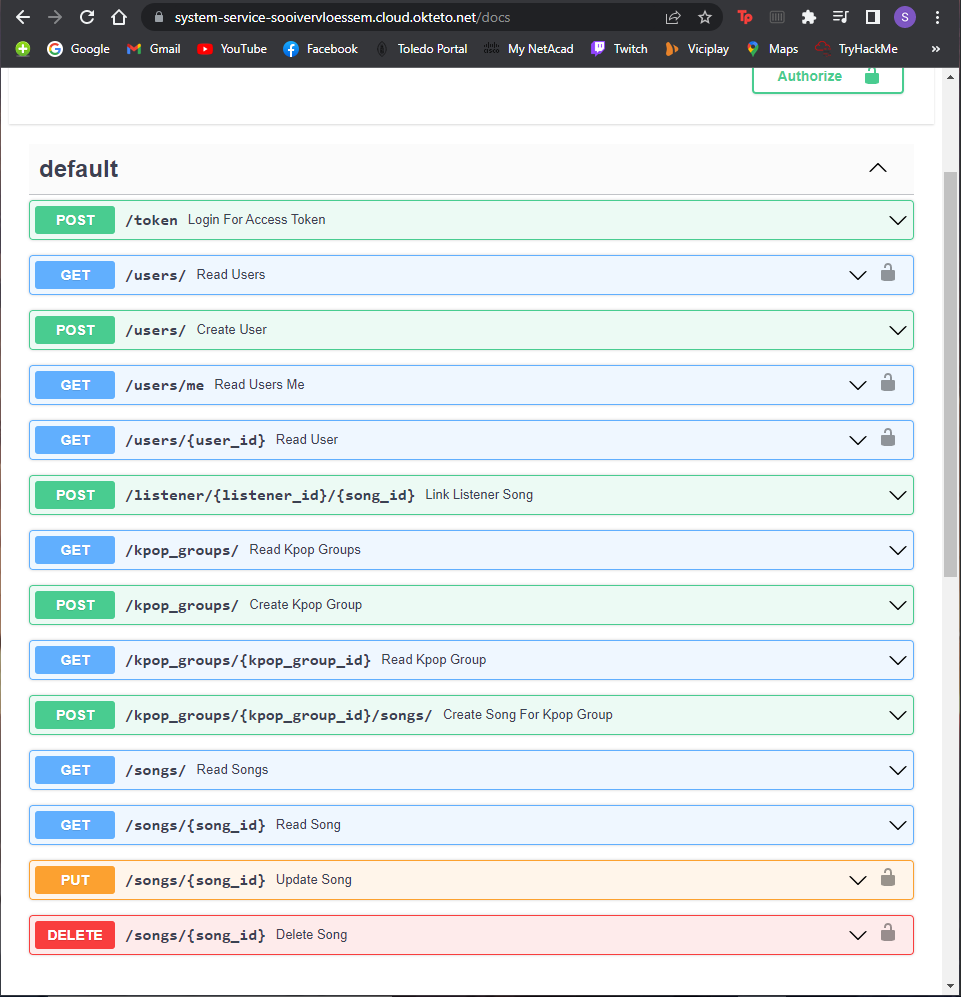 system-service-sooivervloessem.cloud.okteto.net/docs
Tp
S
G Google
M Gmail
YouTube
Facebook
Toledo Portal
cisco My NetAcad
Twitch
Viciplay
Maps
TryHackMe
»
Authorize
default
POST /token Login For Access Token
GET /users/ Read Users
POST /users/ Create User
GET /users/me Read Users Me
GET /users/{user_id} Read User
POST /listener/{listener_id}/{song_id} Link Listener Song
GET /kpop_groups/ Read Kpop Groups
POST /kpop_groups/ Create Kpop Group
GET /kpop_groups/{kpop_group_id} Read Kpop Group
POST /kpop_groups/{kpop_group_id}/songs/ Create Song For Kpop Group
GET /songs/ Read Songs
GET /songs/{song_id} Read Song
PUT /songs/{song_id} Update Song
DELETE /songs/{song_id} Delete Song